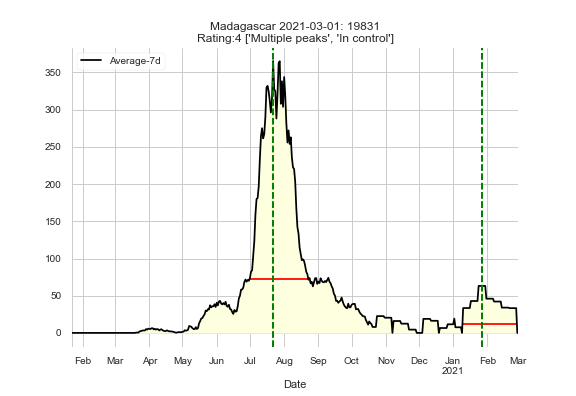 Madagascar 2021-03-01: 19831
Rating:4 ['Multiple peaks', 'In control']
Average-7d
350
300
250
200
150
100
50
0
Feb Mar Apr May Jun Jul Aug Sep Oct Nov Dec Jan Feb Mar
2021
Date